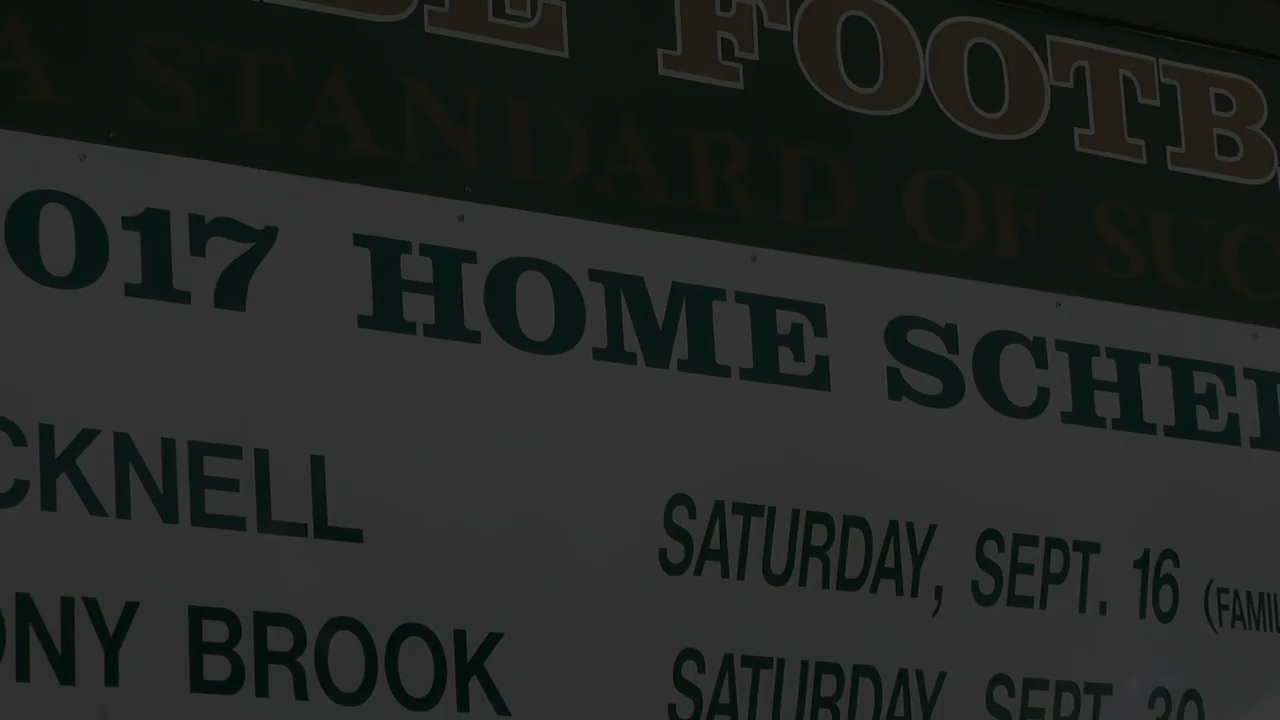 FOOTB
A STANDARD OF SUC
017 HOME SCHE
CKNELL
SATURDAY, SEPT. 16 (FAMIL
ONY BROOK
SATURDAY, SEPT. 30